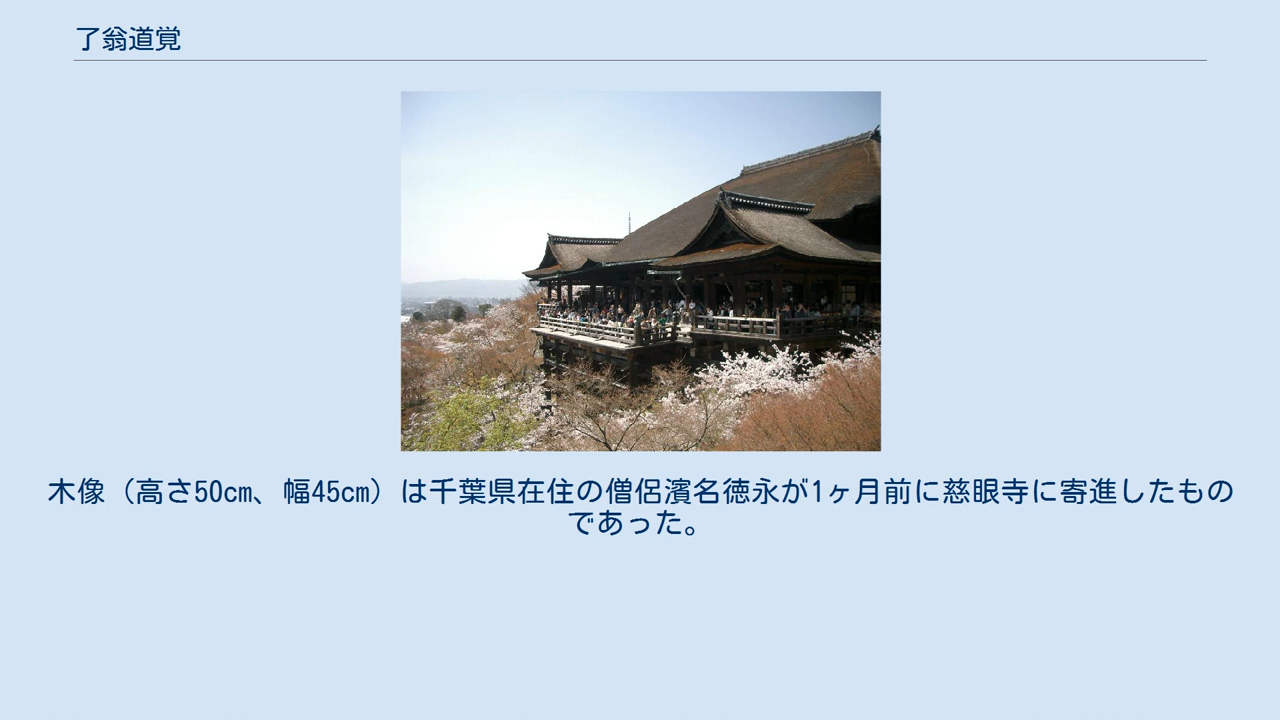 了翁道覚
木像（高さ50cm、幅45cm）は千葉県在住の僧侶濱名徳永が1ヶ月前に慈眼寺に寄進したもの
であった。